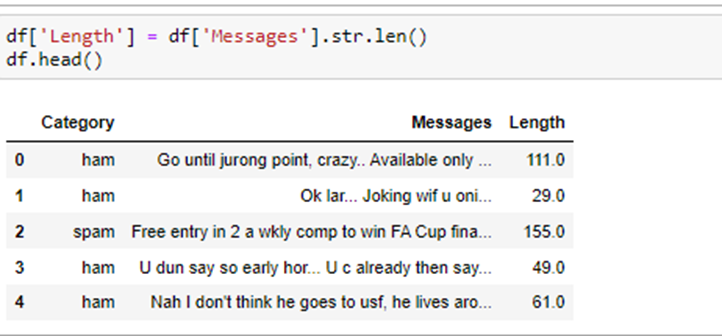 df['Length'] = df['Messages'].str.len()
df.head()
Category Messages Length
0 ham Go until jurong point, crazy.. Available only ... 111.0
1 ham Ok lar... Joking wif u oni... 29.0
2 spam Free entry in 2 a wkly comp to win FA Cup fina... 155.0
3 ham U dun say so early hor... U c already then say... 49.0
4 ham Nah I don't think he goes to usf, he lives aro... 61.0